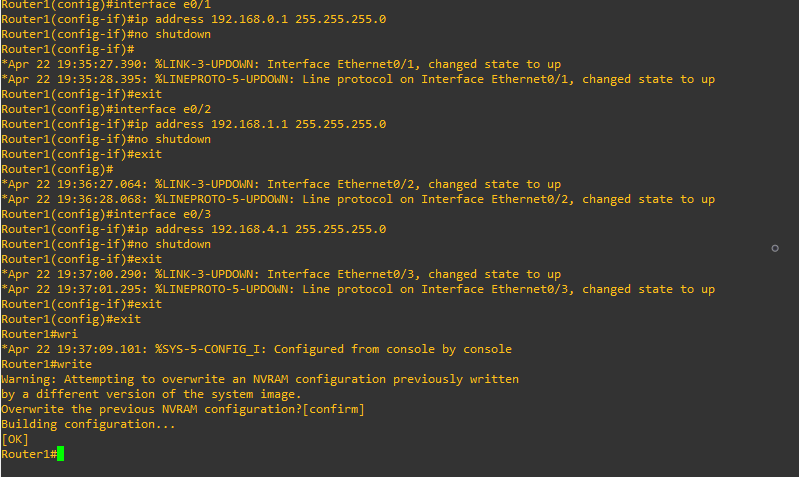 Router1(config)#interface e0/1
Router1(config-if)#ip address 192.168.0.1 255.255.255.0
Router1(config-if)#no shutdown
Router1(config-if)#
*Apr 22 19:35:27.390: %LINK-3-UPDOWN: Interface Ethernet0/1, changed state to up
*Apr 22 19:35:28.395: %LINEPROTO-5-UPDOWN: Line protocol on Interface Ethernet0/1, changed state to up
Router1(config-if)#exit
Router1(config)#interface e0/2
Router1(config-if)#ip address 192.168.1.1 255.255.255.0
Router1(config-if)#no shutdown
Router1(config-if)#exit
Router1(config)#
*Apr 22 19:36:27.064: %LINK-3-UPDOWN: Interface Ethernet0/2, changed state to up
*Apr 22 19:36:28.068: %LINEPROTO-5-UPDOWN: Line protocol on Interface Ethernet0/2, changed state to up
Router1(config)#interface e0/3
Router1(config-if)#ip address 192.168.4.1 255.255.255.0
Router1(config-if)#no shutdown
Router1(config-if)#exit
*Apr 22 19:37:00.290: %LINK-3-UPDOWN: Interface Ethernet0/3, changed state to up
*Apr 22 19:37:01.295: %LINEPROTO-5-UPDOWN: Line protocol on Interface Ethernet0/3, changed state to up
Router1(config-if)#exit
Router1(config)#exit
Router1#wri
*Apr 22 19:37:09.101: %SYS-5-CONFIG_I: Configured from console by console
Router1#write
Warning: Attempting to overwrite an NVRAM configuration previously written
by a different version of the system image.
Overwrite the previous NVRAM configuration?[confirm]
Building configuration...
[OK]
Router1#